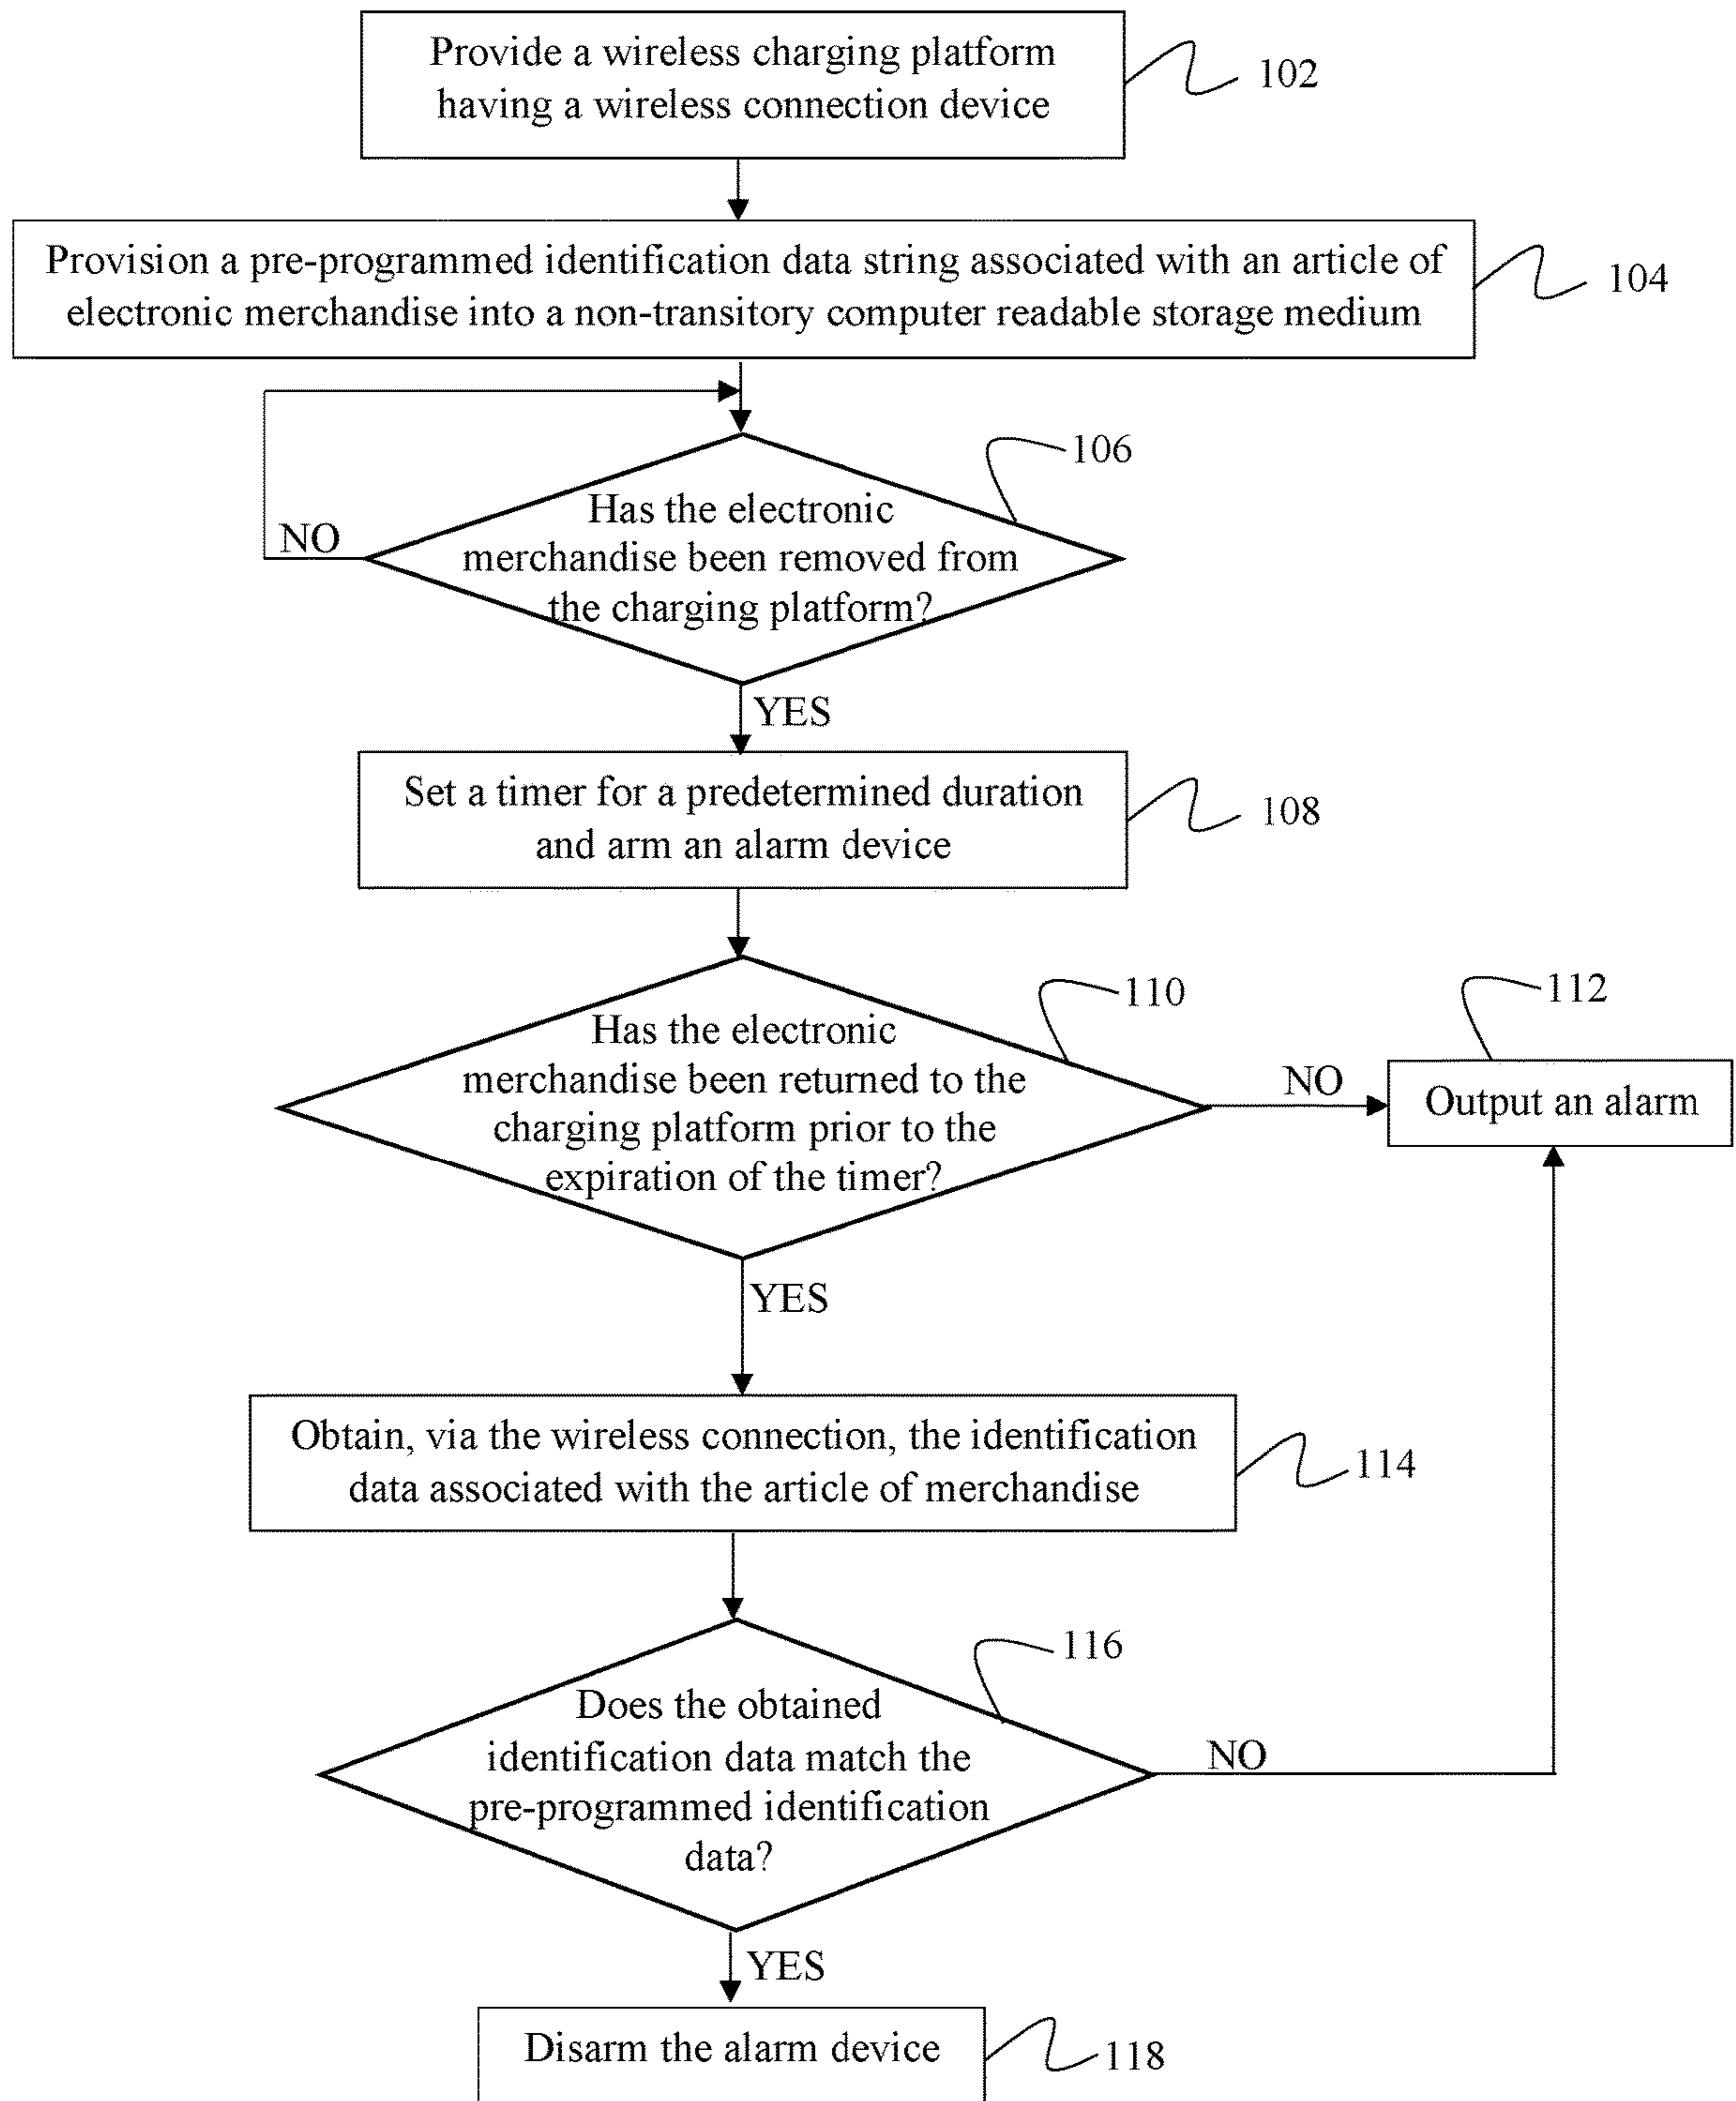 Provide a wireless charging platform
having a wireless connection device
102
Provision a pre-programmed identification data string associated with an article of
electronic merchandise into a non-transitory computer readable storage medium
104
106
Has the electronic
merchandise been removed from
the charging platform?
NO
YES
Set a timer for a predetermined duration
and arm an alarm device
108
110
Has the electronic
merchandise been returned to the
charging platform prior to the
expiration of the timer?
NO
112
Output an alarm
YES
Obtain, via the wireless connection, the identification
data associated with the article of merchandise
114
116
Does the obtained
identification data match the
pre-programmed identification
data?
NO
YES
Disarm the alarm device
118